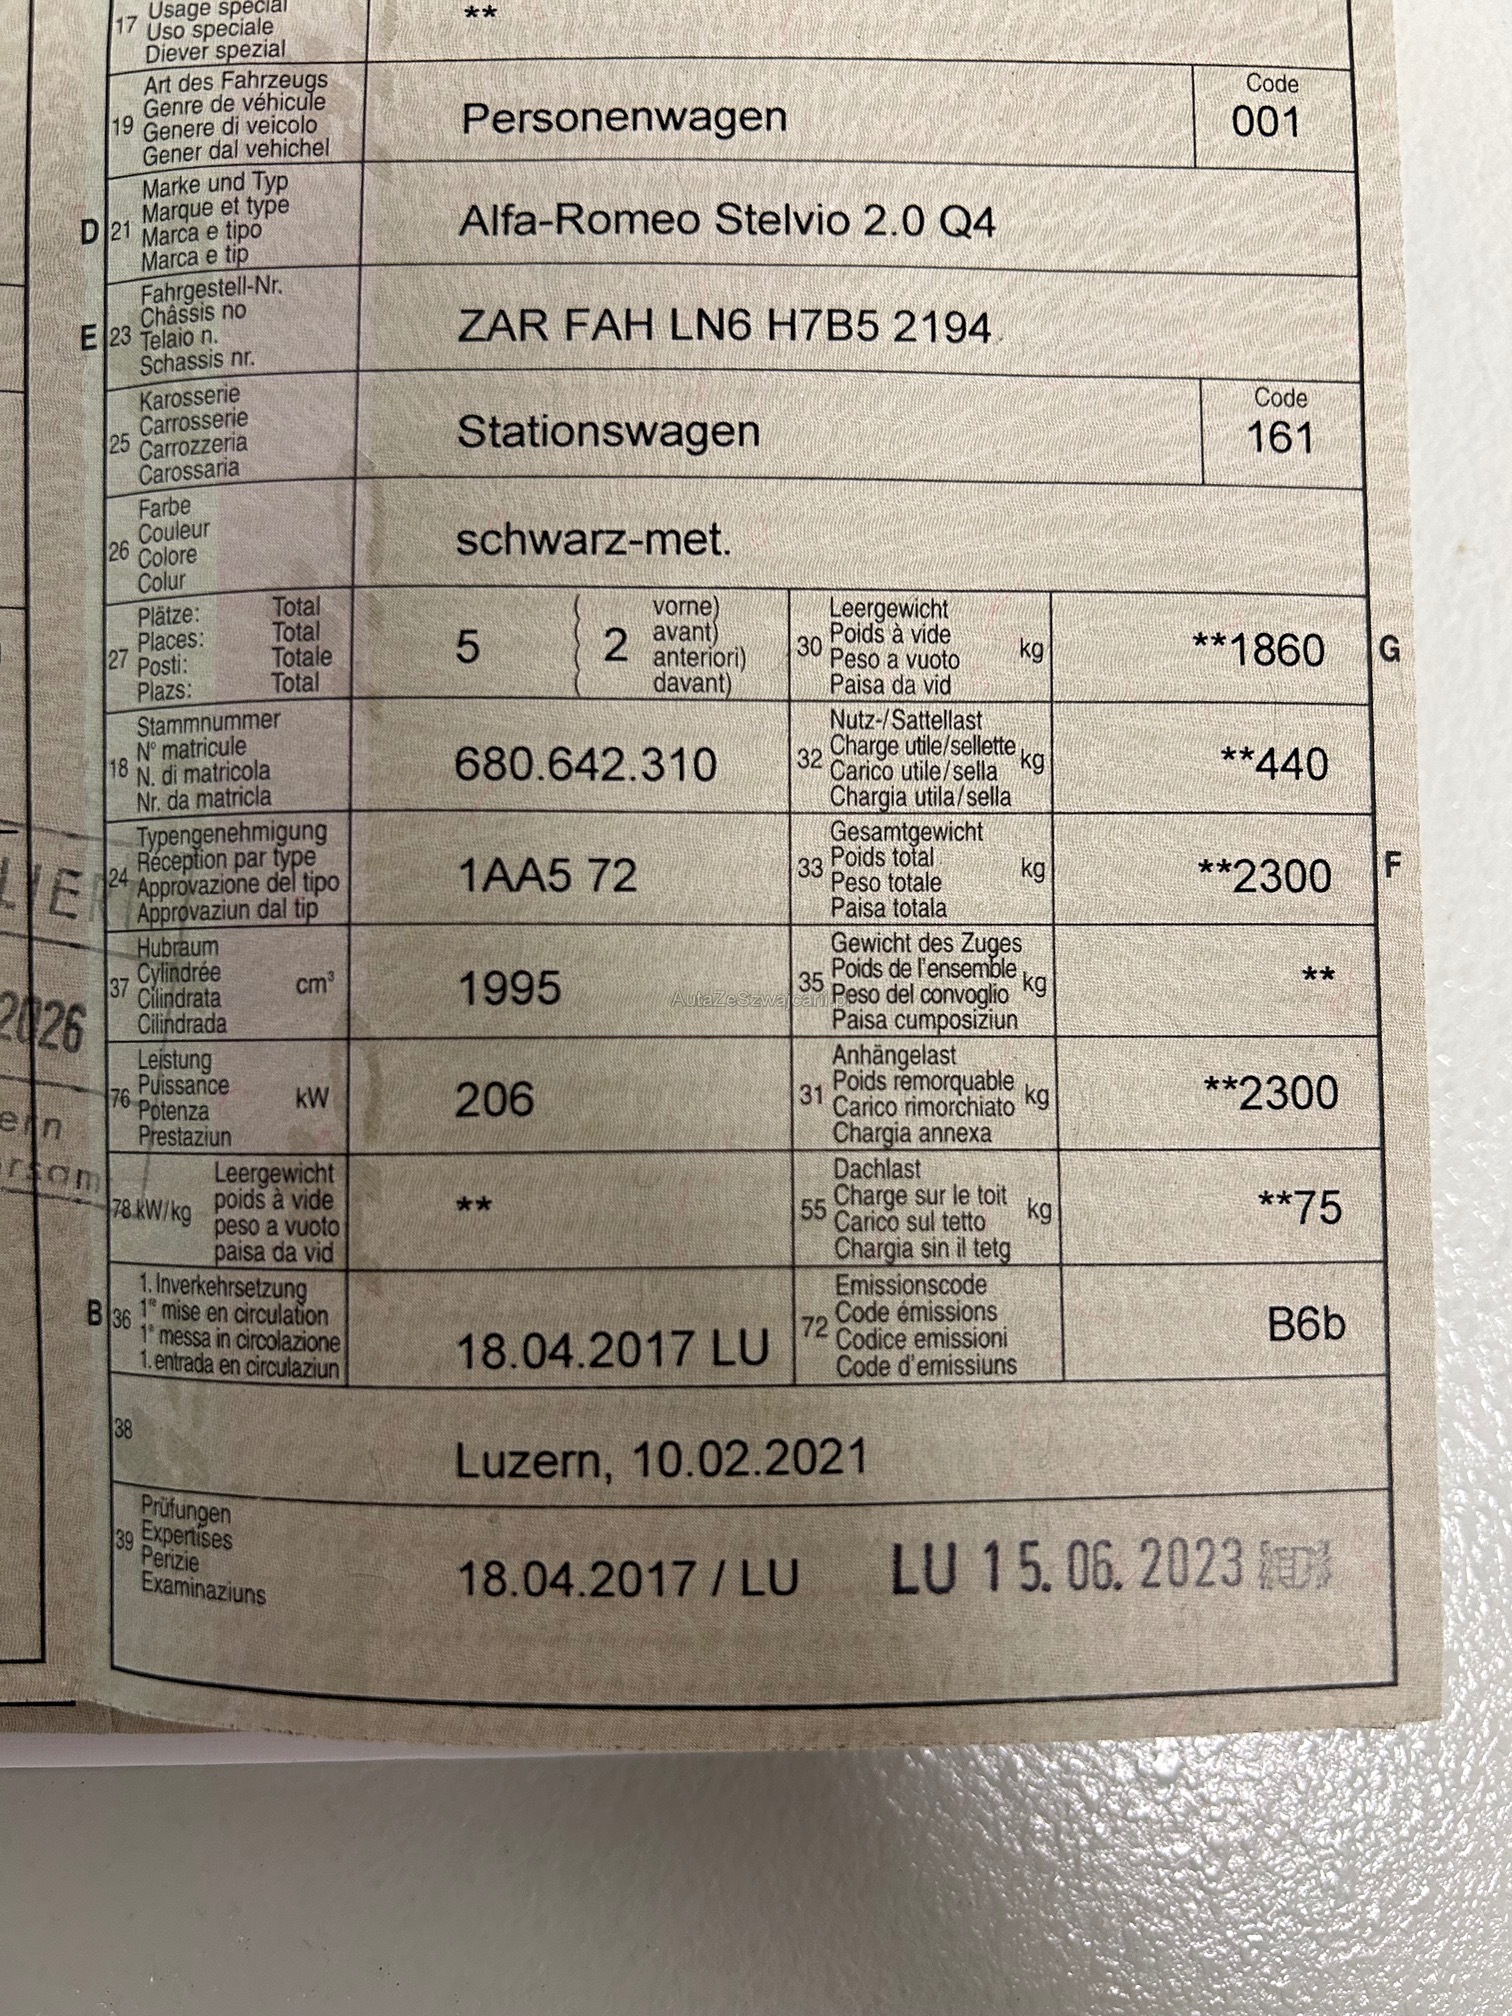 17 Usage spécial **
Uso speciale
Diever spezial
Art des Fahrzeugs
Genre de véhicule
19 Genere di veicolo
Gener dal vehichel
Personenwagen
Code
001
Marke und Typ
Marque et type
D 21 Marca e tipo
Marca e tip
Alfa-Romeo Stelvio 2.0 Q4
Fahrgestell-Nr.
Châssis no
E 23 Telaio n.
Schassis nr.
ZAR FAH LN6 H7B5 2194
Karosserie
Carrosserie
25 Carrozzeria
Carossaria
Stationswagen
Code
161
Farbe
Couleur
26 Colore
Colur
schwarz-met.
Plätze: Total
Places: Total
27 Posti: Totale
Plazs: Total
5 ( 2 vorne)
avant)
anteriori)
davant)
Leergewicht
30 Poids à vide kg
Peso a vuoto
Paisa da vid
**1860 G
Stammnummer
N° matricule
18 N. di matricola
Nr. da matricla
680.642.310
Nutz-/Sattellast
32 Charge utile/sellette kg
Carico utile/sella
Chargia utila/sella
**440
Typengenehmigung
Réception par type
24 Approvazione del tipo
Approvaziun dal tip
1AA5 72
Gesamtgewicht
33 Poids total kg
Peso totale
Paisa totala
**2300 F
Hubraum
37 Cylindrée cm³
Cilindrata
Cilindrada
1995
Gewicht des Zuges
35 Poids de l'ensemble kg
Peso del convoglio
Paisa cumposiziun
**
2026
Leistung
76 Puissance kW
Potenza
Prestaziun
206
Anhängelast
31 Poids remorquable kg
Carico rimorchiato
Chargia annexa
**2300
Leergewicht
78 kW/kg poids à vide
peso a vuoto
paisa da vid
**
Dachlast
55 Charge sur le toit kg
Carico sul tetto
Chargia sin il tetg
**75
1. Inverkehrsetzung
B 36 1re mise en circulation
1a messa in circolazione
1. entrada en circulaziun
18.04.2017 LU
Emissionscode
72 Code émissions
Codice emissioni
Code d'emissiuns
B6b
38
Luzern, 10.02.2021
Prüfungen
39 Expertises
Perizie
Examinaziuns
18.04.2017 / LU LU 15.06.2023